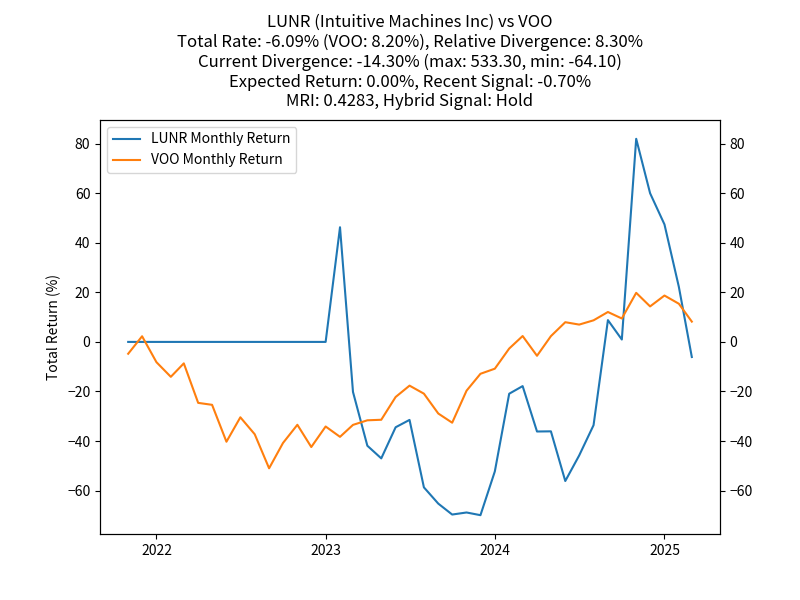 LUNR (Intuitive Machines Inc) vs VOO
Total Rate: -6.09% (VOO: 8.20%), Relative Divergence: 8.30%
Current Divergence: -14.30% (max: 533.30, min: -64.10)
Expected Return: 0.00%, Recent Signal: -0.70%
MRI: 0.4283, Hybrid Signal: Hold
LUNR Monthly Return
VOO Monthly Return
80 80
60 60
40 40
20 20
0 0
−20 −20
−40 −40
−60 −60
Total Return (%)
2022 2023 2024 2025